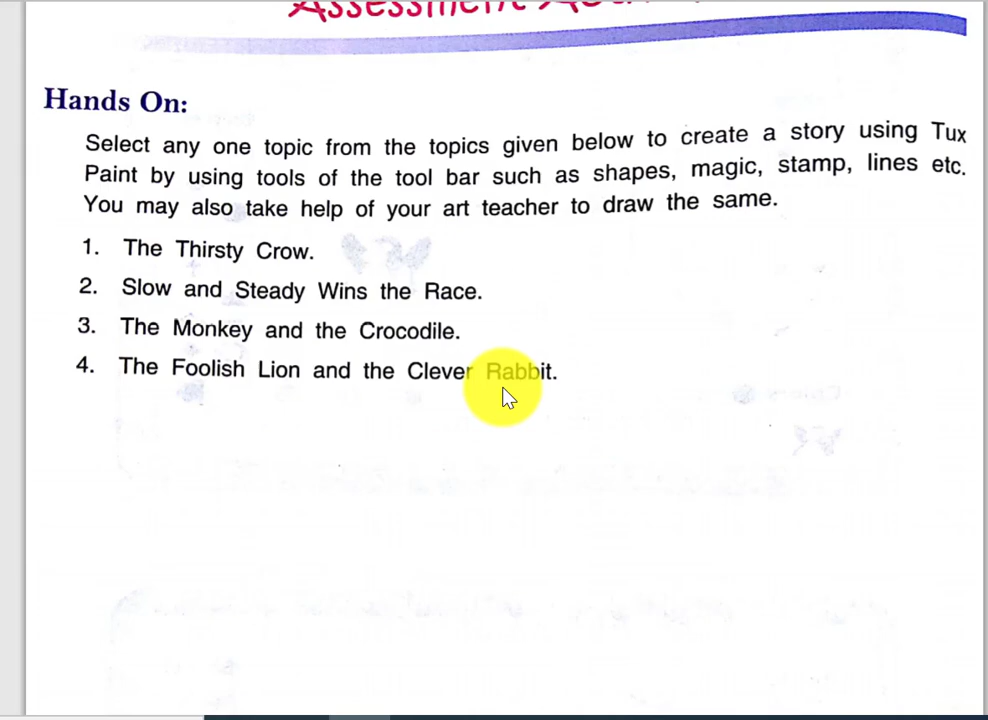 Hands On:
Select any one topic from the topics given below to create a story using Tux
Paint by using tools of the tool bar such as shapes, magic, stamp, lines etc.
You may also take help of your art teacher to draw the same.
1. The Thirsty Crow.
2. Slow and Steady Wins the Race.
3. The Monkey and the Crocodile.
4. The Foolish Lion and the Clever Rabbit.